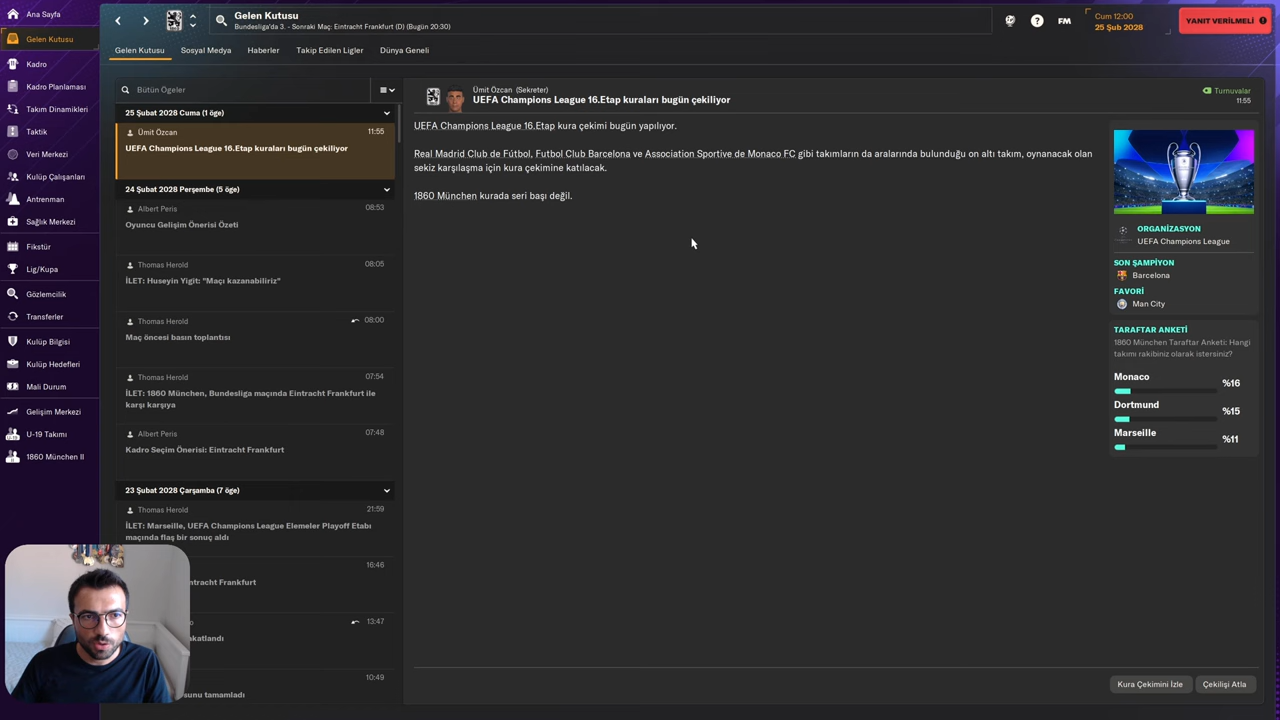 Ana Sayfa
Gelen Kutusu
Kadro
Kadro Planlaması
Takım Dinamikleri
Taktik
Veri Merkezi
Kulüp Çalışanları
Antrenman
Sağlık Merkezi
Fikstür
Lig/Kupa
Gözlemcilik
Transferler
Kulüp Bilgisi
Kulüp Hedefleri
Mali Durum
Gelişim Merkezi
U-19 Takımı
1860 München II
Gelen Kutusu
Bundesliga'da 3. - Sonraki Maç: Eintracht Frankfurt (D) (Bugün 20:30)
FM
Cum 12:00
25 Şub 2028
YANIT VERİLMELİ
Gelen Kutusu
Sosyal Medya
Haberler
Takip Edilen Ligler
Dünya Geneli
Bütün Ögeler
25 Şubat 2028 Cuma (1 öge)
Ümit Özcan
11:55
UEFA Champions League 16.Etap kuraları bugün çekiliyor
24 Şubat 2028 Perşembe (5 öge)
Albert Peris
08:53
Oyuncu Gelişim Önerisi Özeti
Thomas Herold
08:05
İLET: Huseyin Yigit: "Maçı kazanabiliriz"
Thomas Herold
08:00
Maç öncesi basın toplantısı
Thomas Herold
07:54
İLET: 1860 München, Bundesliga maçında Eintracht Frankfurt ile
karşı karşıya
Albert Peris
07:48
Kadro Seçim Önerisi: Eintracht Frankfurt
23 Şubat 2028 Çarşamba (7 öge)
Thomas Herold
21:59
İLET: Marseille, UEFA Champions League Elemeler Playoff Etabı
maçında flaş bir sonuç aldı
16:46
Frankfurt
13:47
10:49
tamamladı
Ümit Özcan (Sekreter)
UEFA Champions League 16.Etap kuraları bugün çekiliyor
Turnuvalar
11:55
UEFA Champions League 16.Etap kura çekimi bugün yapılıyor.
Real Madrid Club de Fútbol, Futbol Club Barcelona ve Association Sportive de Monaco FC gibi takımların da aralarında bulunduğu on altı takım, oynanacak olan
sekiz karşılaşma için kura çekimine katılacak.
1860 München kurada seri başı değil.
ORGANİZASYON
UEFA Champions League
SON ŞAMPİYON
Barcelona
FAVORİ
Man City
TARAFTAR ANKETİ
1860 München Taraftar Anketi: Hangi
takımı rakibiniz olarak istersiniz?
Monaco
%16
Dortmund
%15
Marseille
%11
Kura Çekimini İzle
Çekilişi Atla